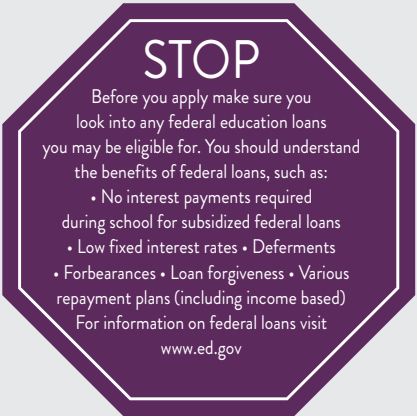 STOP
Before you apply make sure you
look into any federal education loans
you may be eligible for. You should understand
the benefits of federal loans, such as:
• No interest payments required
during school for subsidized federal loans
• Low fixed interest rates • Deferments
• Forbearances • Loan forgiveness • Various
repayment plans (including income based)
For information on federal loans visit
www.ed.gov